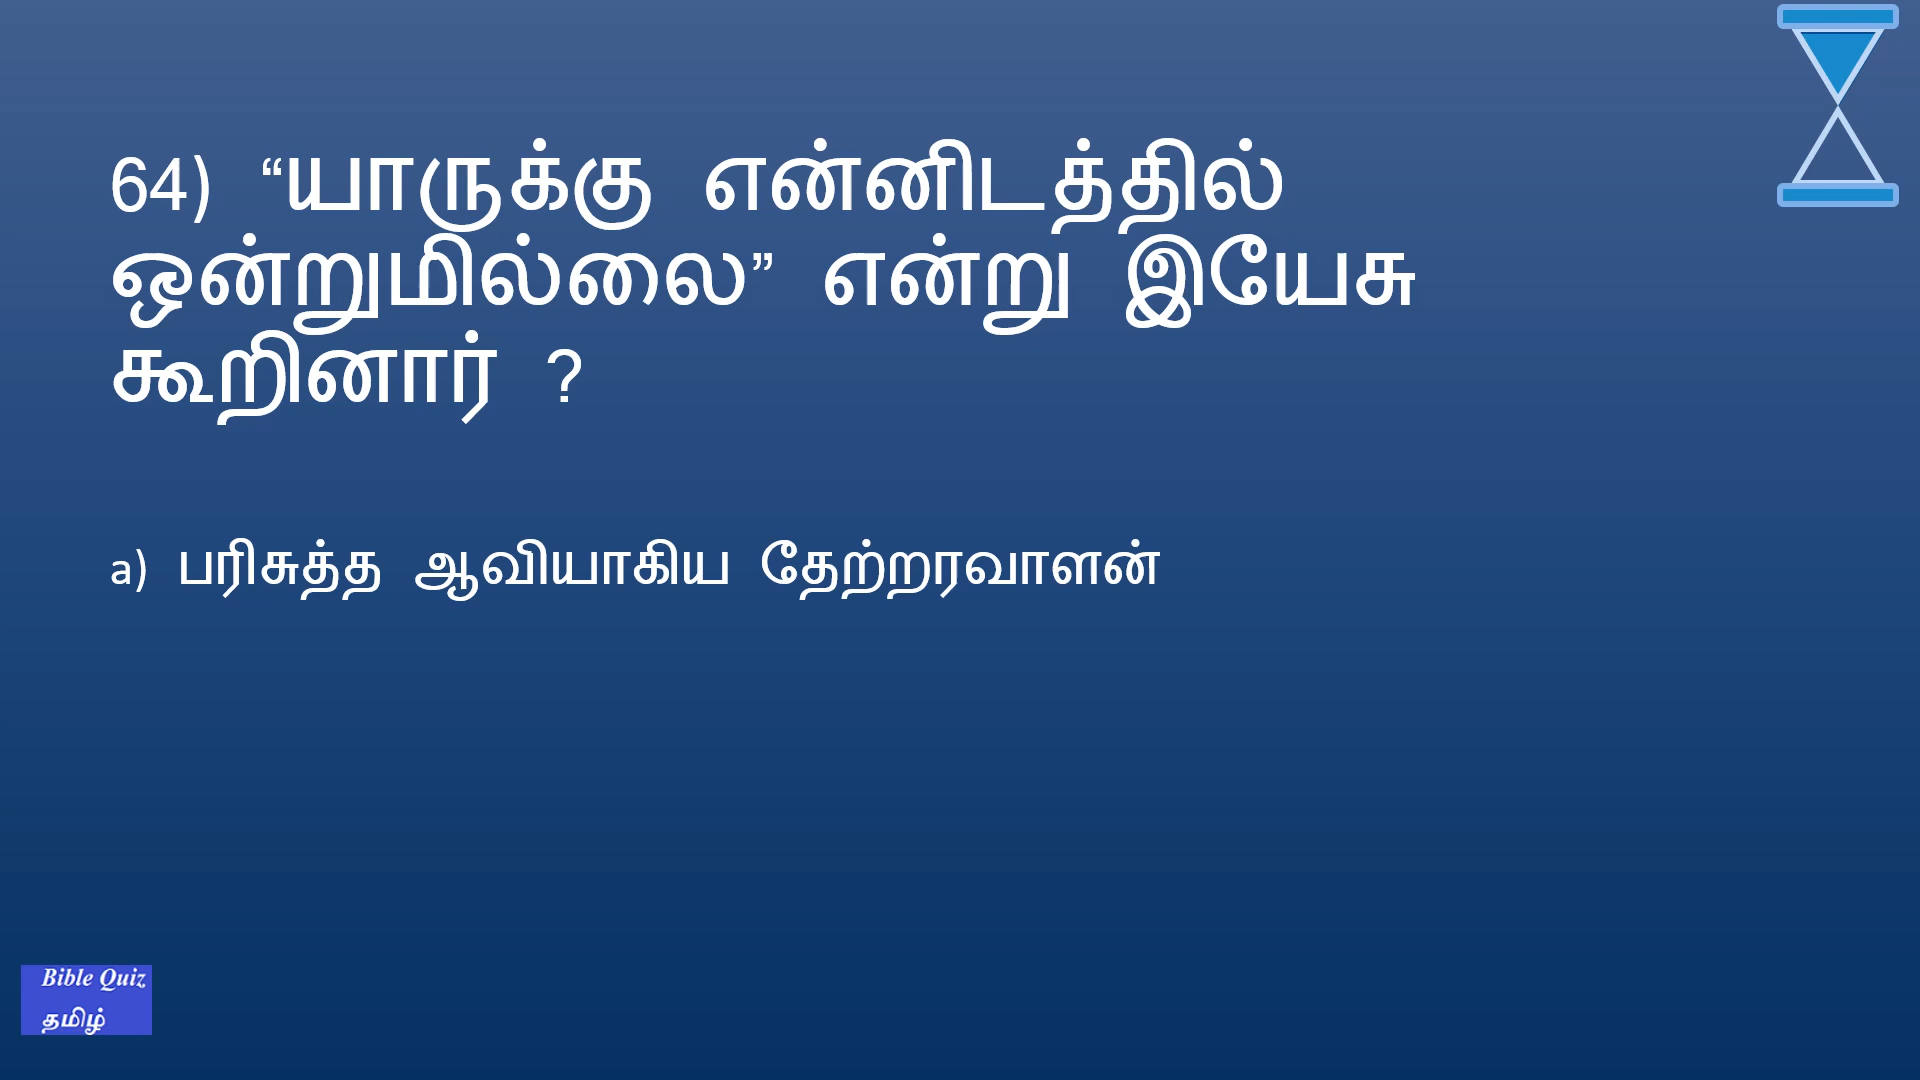 64) “யாருக்கு என்னிடத்தில்
ஒன்றுமில்லை” என்று இயேசு
கூறினார் ?
a) பரிசுத்த ஆவியாகிய தேற்றரவாளன்
Bible Quiz
தமிழ்